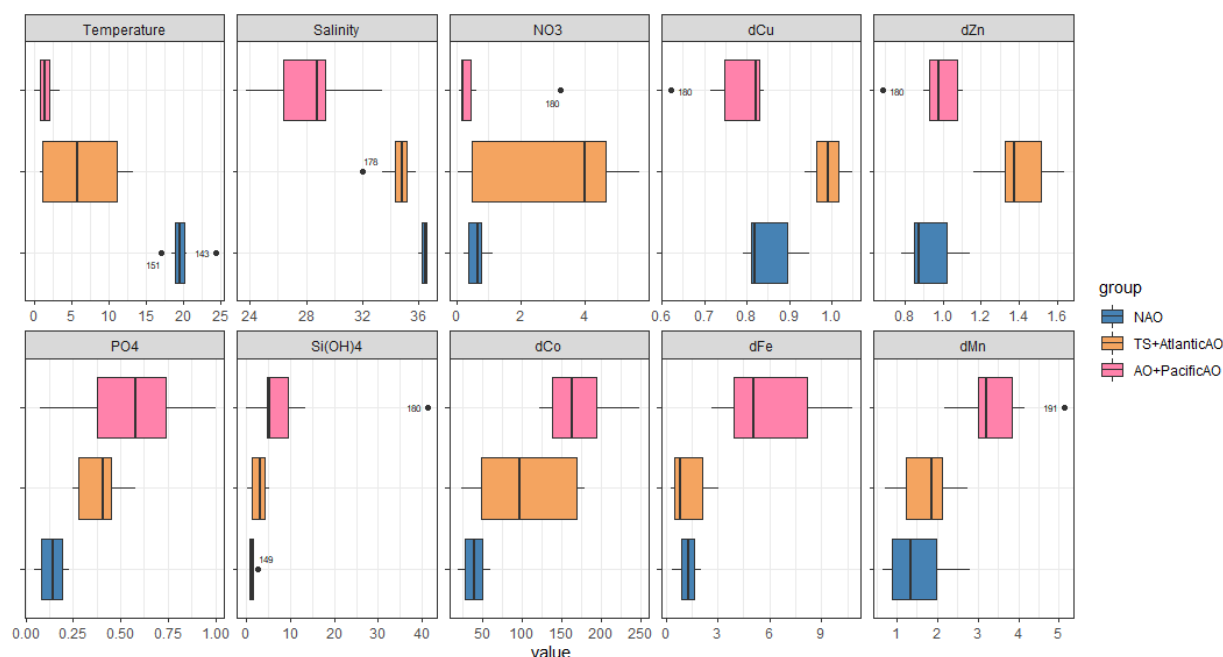 Temperature
Salinity
NO3
dCu
dZn
180
180
180
178
151
143
0 5 10 15 20 25
24 28 32 36
0 2 4
0.6 0.7 0.8 0.9 1.0
0.8 1.0 1.2 1.4 1.6
group
NAO
TS+AtlanticAO
AO+PacificAO
PO4
Si(OH)4
dCo
dFe
dMn
180
191
149
0.00 0.25 0.50 0.75 1.00
0 10 20 30 40
50 100 150 200 250
0 3 6 9
1 2 3 4 5
value